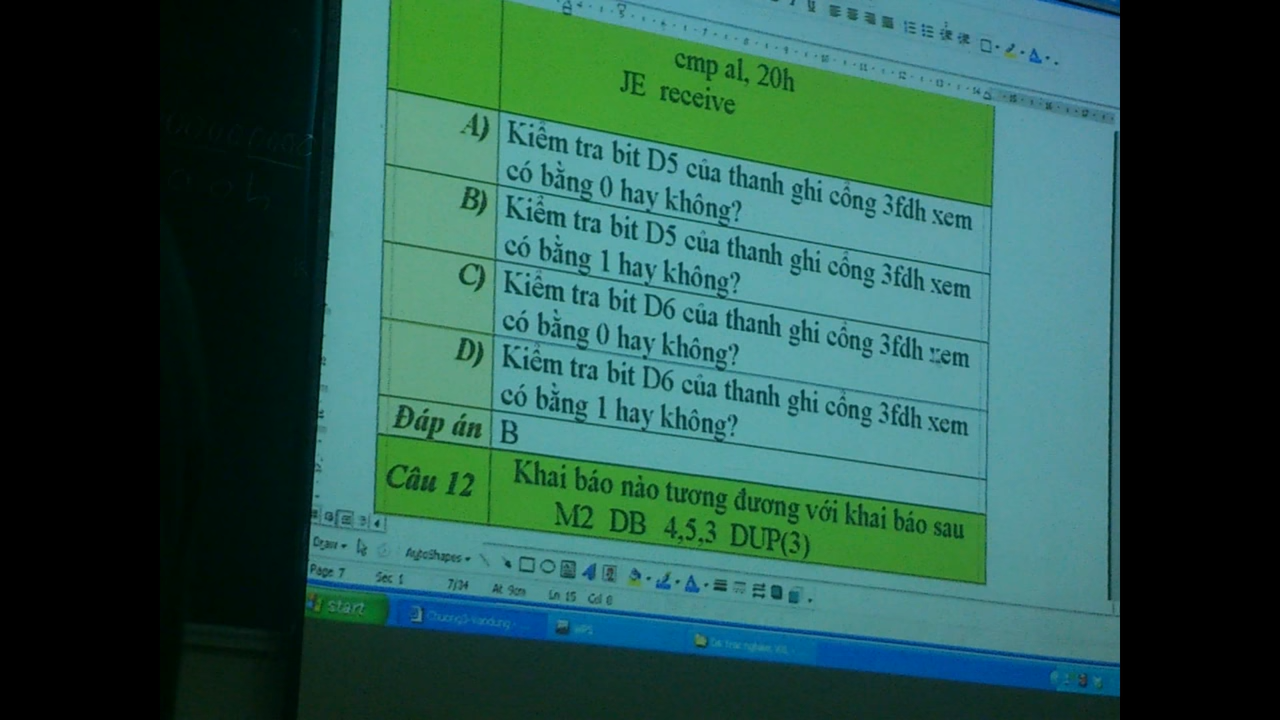 cmp al, 20h
JE receive
A) Kiểm tra bit D5 của thanh ghi cổng 3fdh xem
có bằng 0 hay không?
B) Kiểm tra bit D5 của thanh ghi cổng 3fdh xem
có bằng 1 hay không?
C) Kiểm tra bit D6 của thanh ghi cổng 3fdh xem
có bằng 0 hay không?
D) Kiểm tra bit D6 của thanh ghi cổng 3fdh xem
có bằng 1 hay không?
Đáp án B
Câu 12 Khai báo nào tương đương với khai báo sau
M2 DB 4,5,3 DUP(3)
Draw AutoShapes
Page 7 Sec 1 7/34 At 9cm Ln 15 Col 8
start